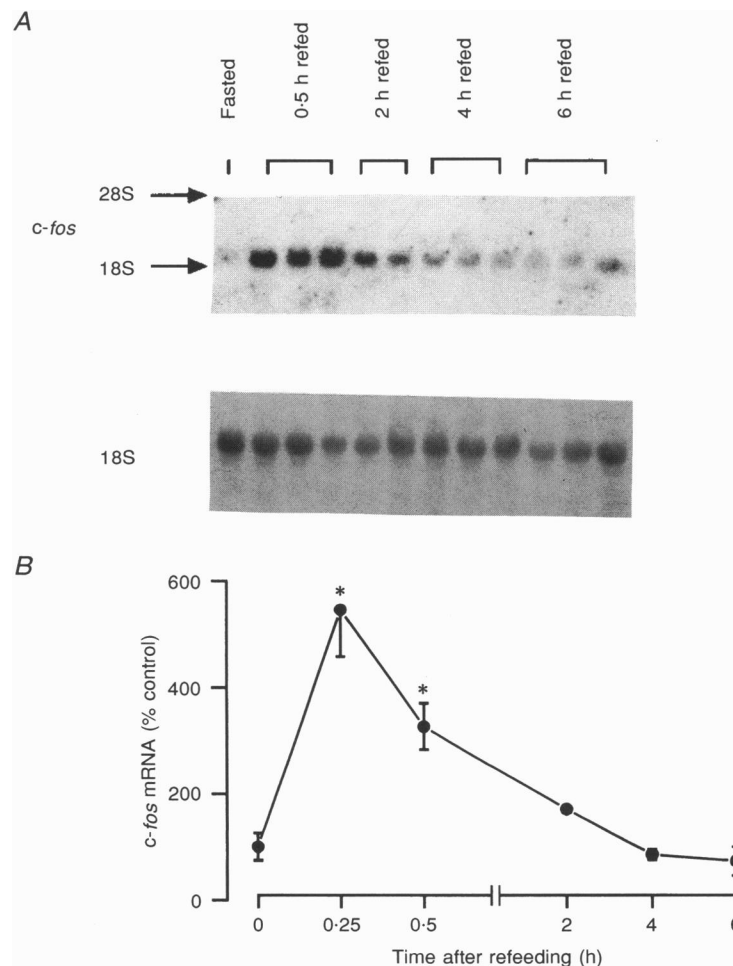 A
Fasted
0·5 h refed
2 h refed
4 h refed
6 h refed
28S
c-fos
18S
18S
B
600
400
200
0
c-fos mRNA (% control)
*
*
0
0·25
0·5
2
4
Time after refeeding (h)